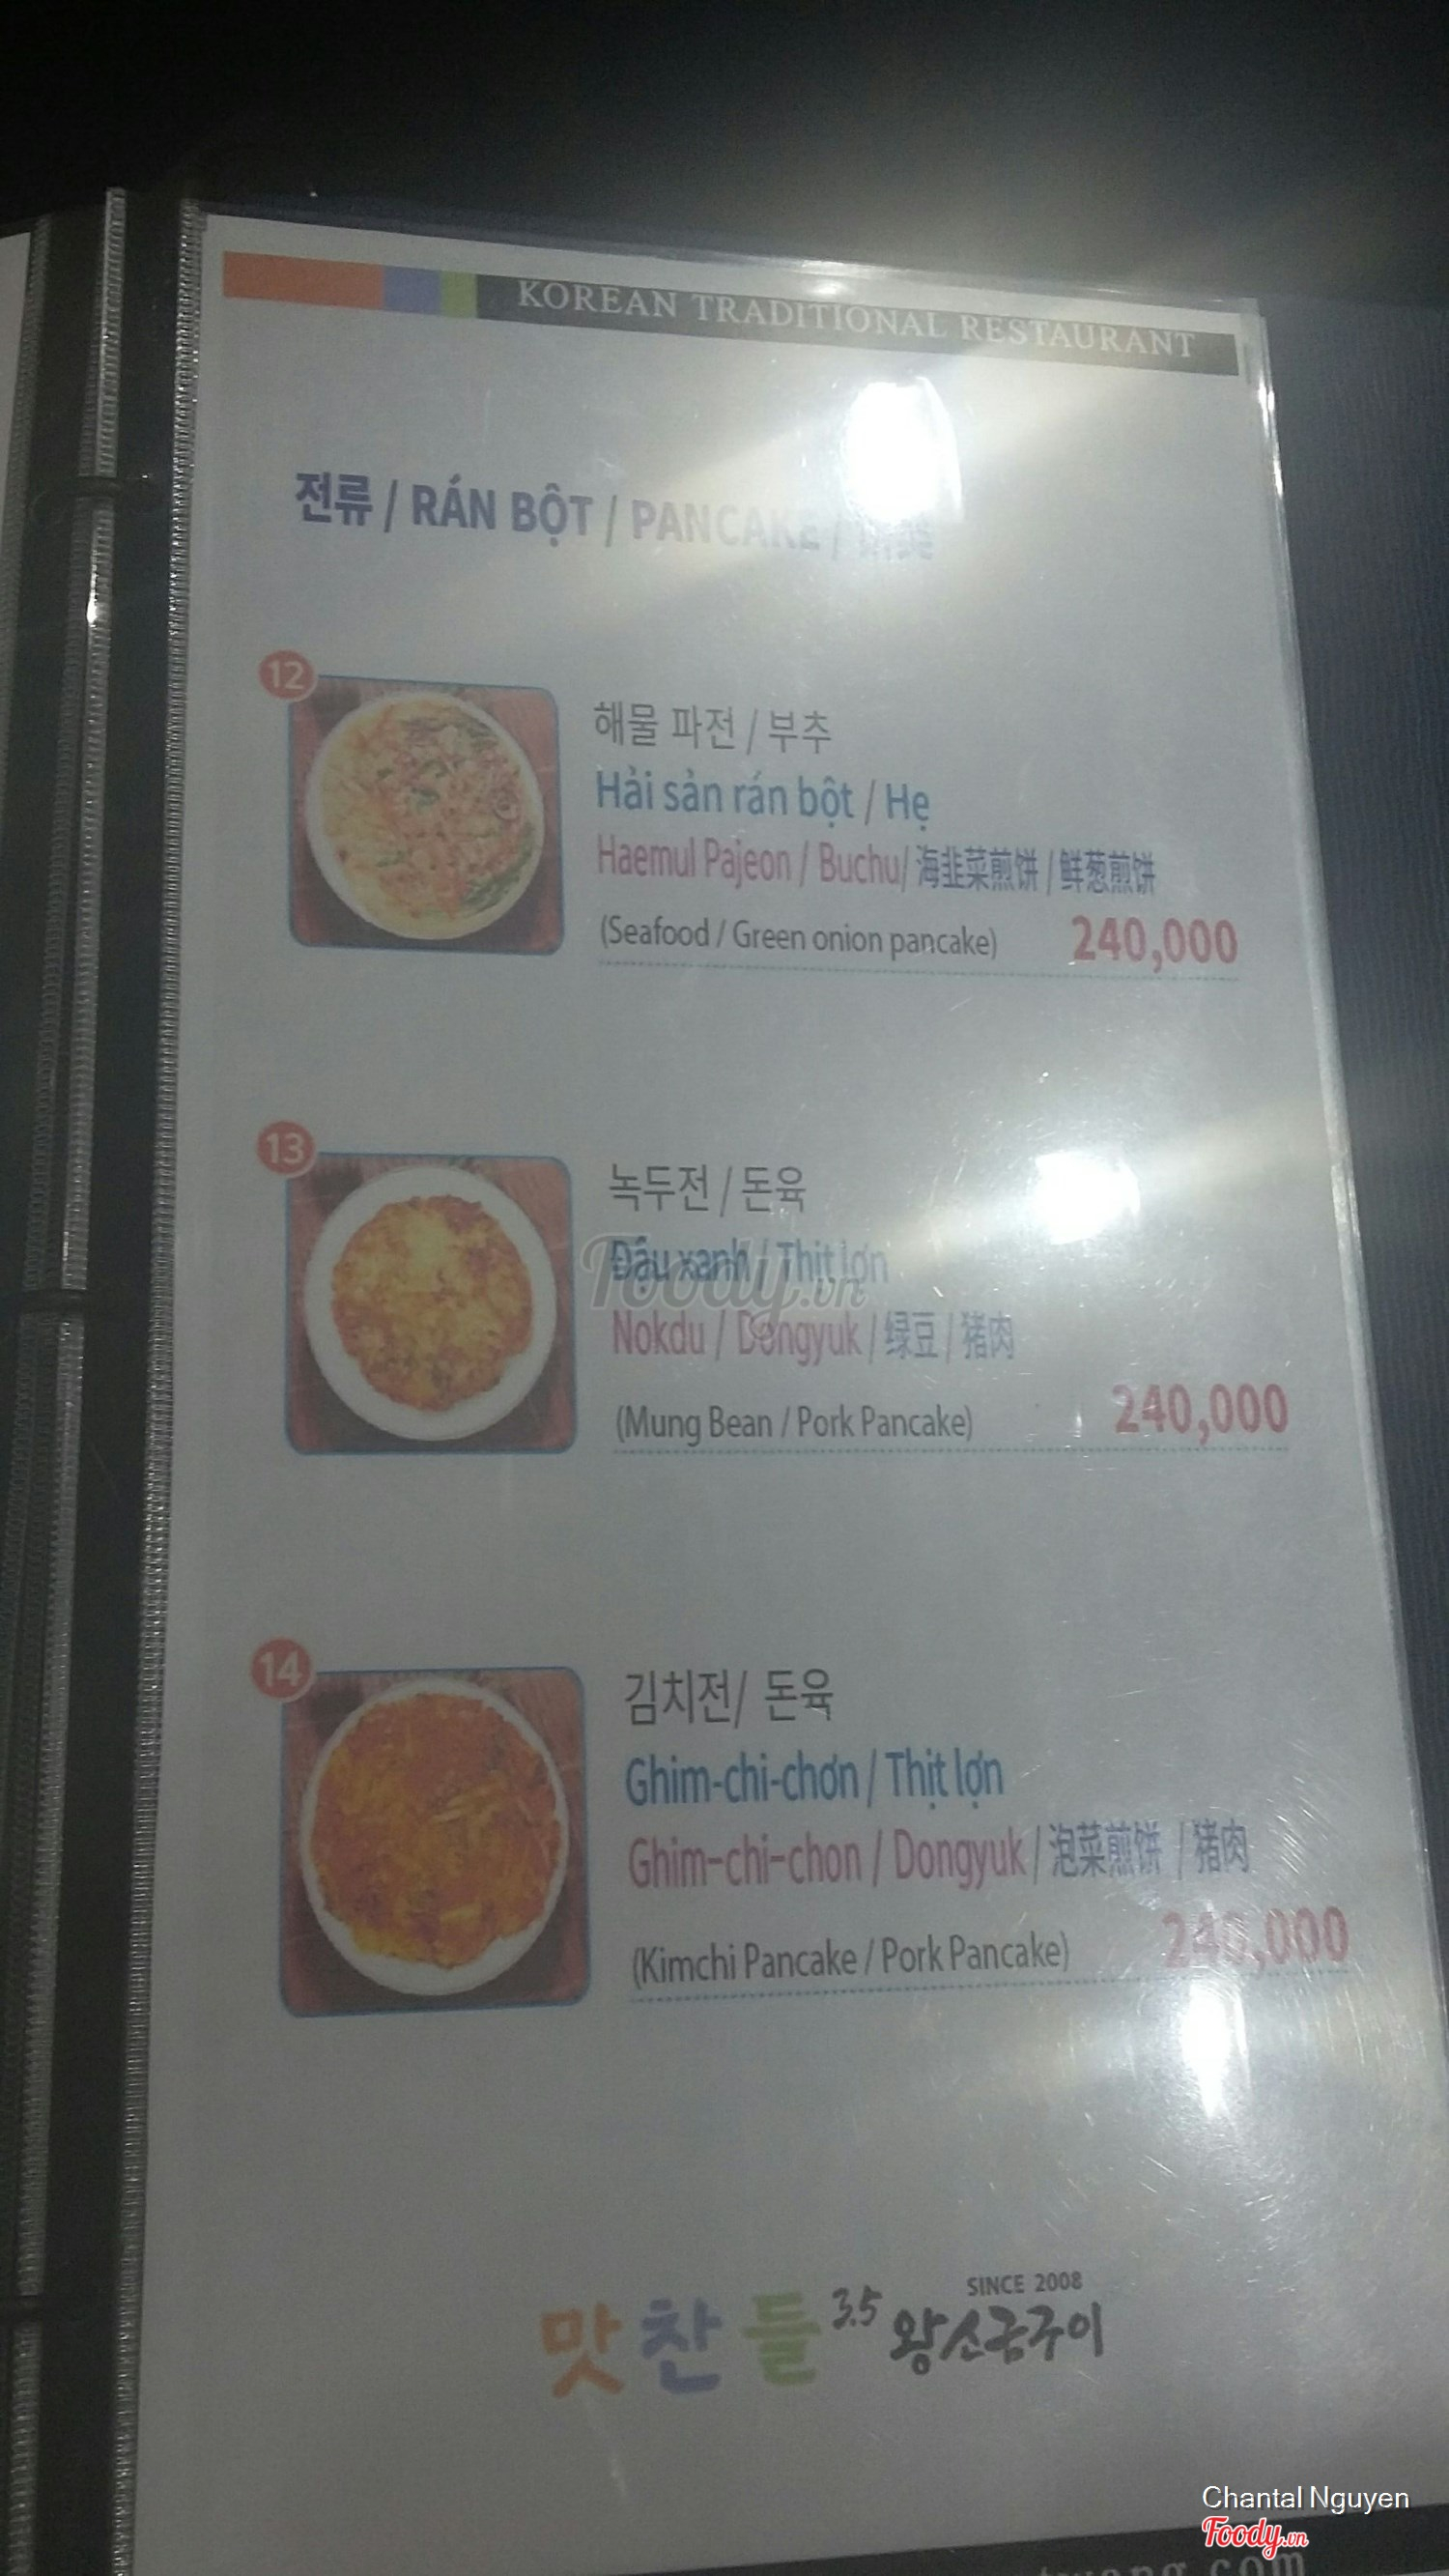 KOREAN TRADITIONAL RESTAURANT
전류 / RÁN BỘT / PANCAKE /
12
해물 파전 / 부추
Hải sản rán bột / Hẹ
Haemul Pajeon / Buchu/ 海韭菜煎饼 / 鲜葱煎饼
(Seafood / Green onion pancake) 240,000
13
녹두전 / 돈육
Đậu xanh / Thịt lợn
Nokdu / Dongyuk / 绿豆 / 猪肉
(Mung Bean / Pork Pancake) 240,000
14
김치전/ 돈육
Ghim-chi-chơn / Thịt lợn
Ghim-chi-chon / Dongyuk / 泡菜煎饼 / 猪肉
(Kimchi Pancake / Pork Pancake) 240,000
Foody.vn
SINCE 2008
맛찬들 3.5 왕소금구이
Chantal Nguyen
Foody.vn